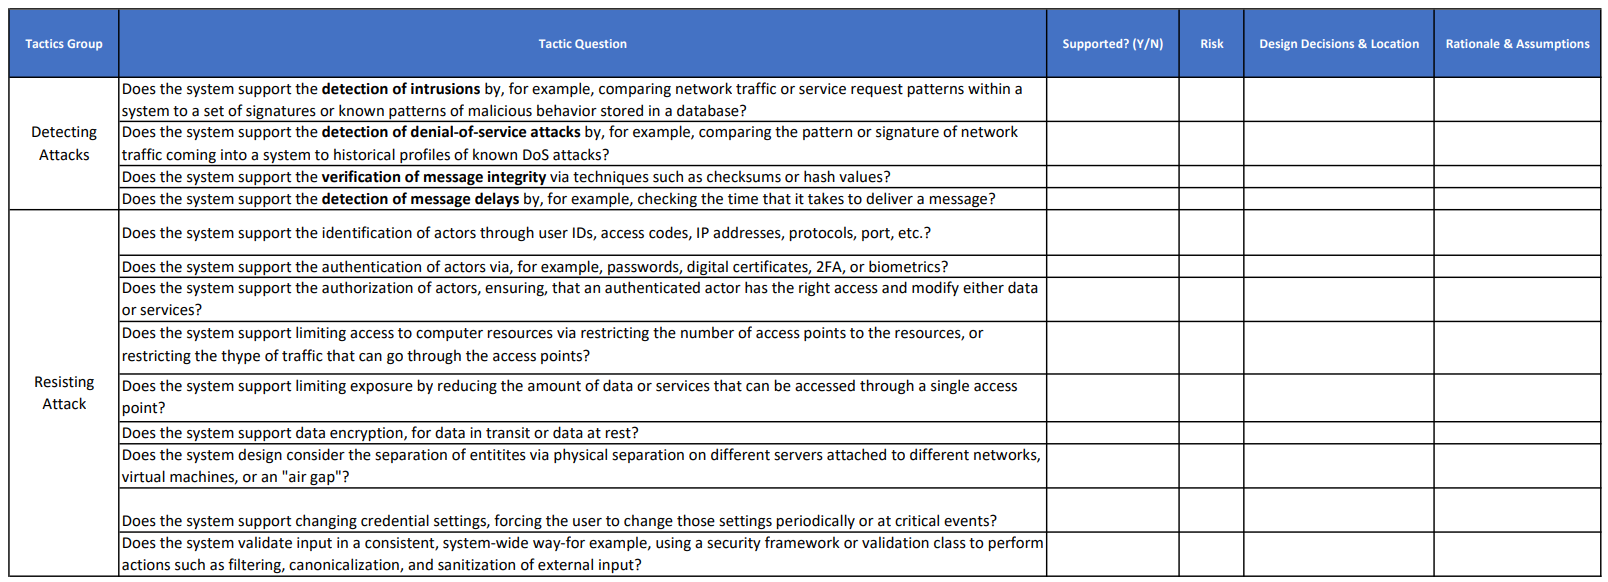 Tactics Group Tactic Question Supported? (Y/N) Risk Design Decisions & Location Rationale & Assumptions
Detecting
Attacks
Does the system support the detection of intrusions by, for example, comparing network traffic or service request patterns within a
system to a set of signatures or known patterns of malicious behavior stored in a database?
Does the system support the detection of denial-of-service attacks by, for example, comparing the pattern or signature of network
traffic coming into a system to historical profiles of known DoS attacks?
Does the system support the verification of message integrity via techniques such as checksums or hash values?
Does the system support the detection of message delays by, for example, checking the time that it takes to deliver a message?
Resisting
Attack
Does the system support the identification of actors through user IDs, access codes, IP addresses, protocols, port, etc.?
Does the system support the authentication of actors via, for example, passwords, digital certificates, 2FA, or biometrics?
Does the system support the authorization of actors, ensuring, that an authenticated actor has the right access and modify either data
or services?
Does the system support limiting access to computer resources via restricting the number of access points to the resources, or
restricting the thype of traffic that can go through the access points?
Does the system support limiting exposure by reducing the amount of data or services that can be accessed through a single access
point?
Does the system support data encryption, for data in transit or data at rest?
Does the system design consider the separation of entitites via physical separation on different servers attached to different networks,
virtual machines, or an "air gap"?
Does the system support changing credential settings, forcing the user to change those settings periodically or at critical events?
Does the system validate input in a consistent, system-wide way-for example, using a security framework or validation class to perform
actions such as filtering, canonicalization, and sanitization of external input?